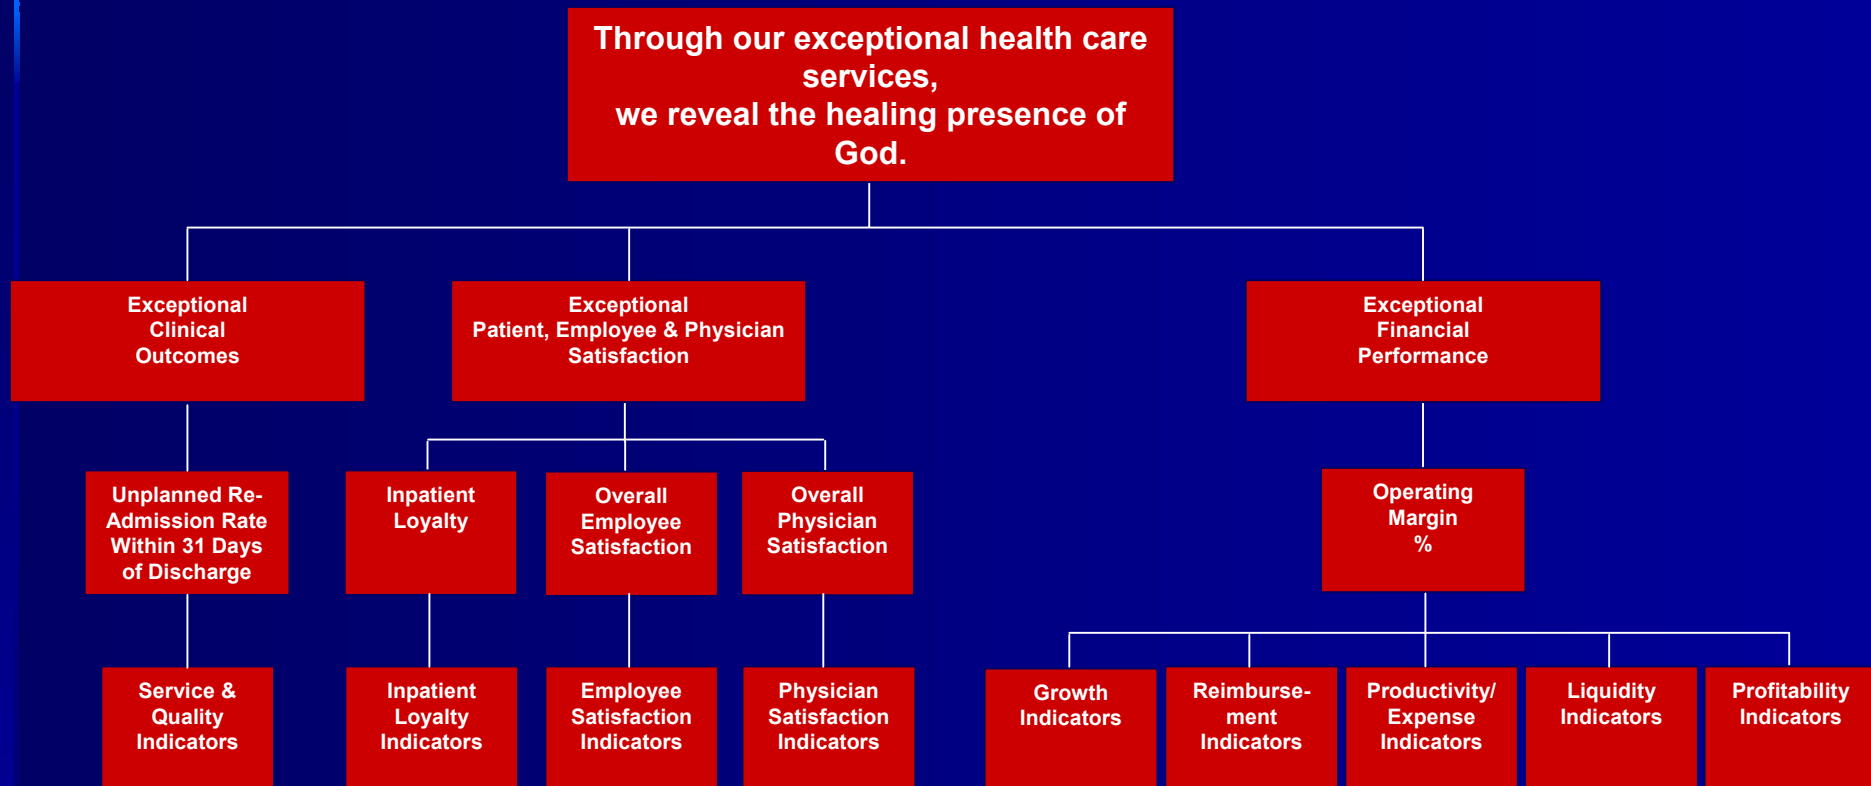 Through our exceptional health care
services,
we reveal the healing presence of
God.
Exceptional
Clinical
Outcomes
Exceptional
Patient, Employee & Physician
Satisfaction
Exceptional
Financial
Performance
Unplanned Re-
Admission Rate
Within 31 Days
of Discharge
Inpatient
Loyalty
Overall
Employee
Satisfaction
Overall
Physician
Satisfaction
Operating
Margin
%
Service &
Quality
Indicators
Inpatient
Loyalty
Indicators
Employee
Satisfaction
Indicators
Physician
Satisfaction
Indicators
Growth
Indicators
Reimburse-
ment
Indicators
Productivity/
Expense
Indicators
Liquidity
Indicators
Profitability
Indicators